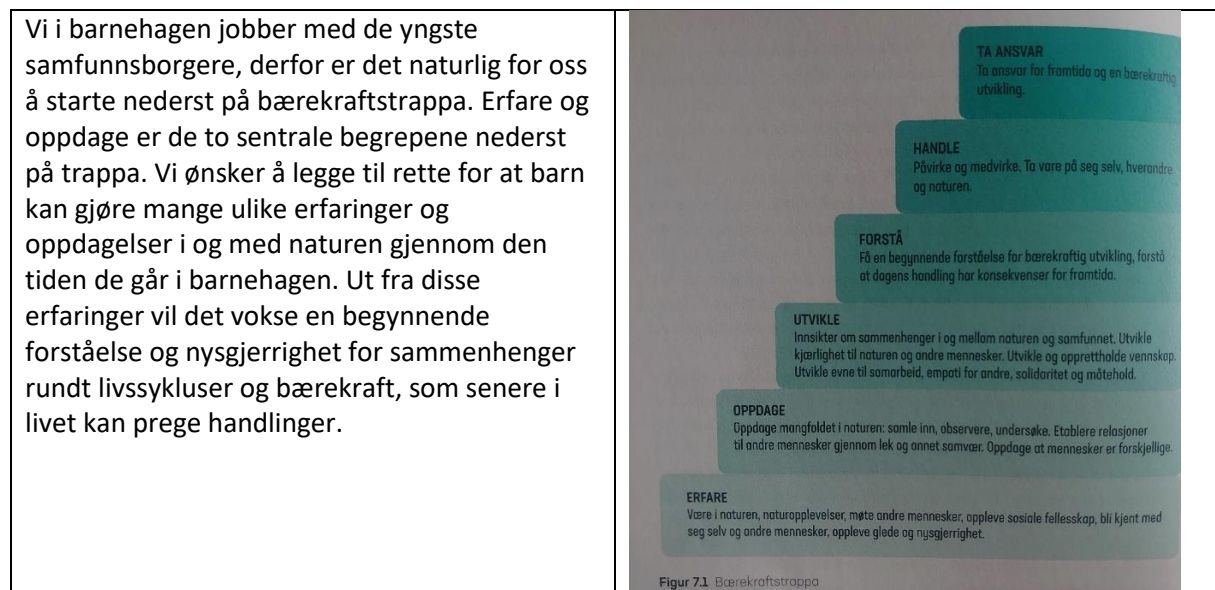 Vi i barnehagen jobber med de yngste
samfunnsborgere, derfor er det naturlig for oss
å starte nederst på bærekraftstrappa. Erfare og
oppdage er de to sentrale begrepene nederst
på trappa. Vi ønsker å legge til rette for at barn
kan gjøre mange ulike erfaringer og
oppdagelser i og med naturen gjennom den
tiden de går i barnehagen. Ut fra disse
erfaringer vil det vokse en begynnende
forståelse og nysgjerrighet for sammenhenger
rundt livssykluser og bærekraft, som senere i
livet kan prege handlinger.
TA ANSVAR
Ta ansvar for framtida og en bærekraftig
utvikling.
HANDLE
Påvirke og medvirke. Ta vare på seg selv, hverandre
og naturen.
FORSTÅ
Få en begynnende forståelse for bærekraftig utvikling, forstå
at dagens handling har konsekvenser for framtida.
UTVIKLE
Innsikter om sammenhenger i og mellom naturen og samfunnet. Utvikle
kjærlighet til naturen og andre mennesker. Utvikle og opprettholde vennskap.
Utvikle evne til samarbeid, empati for andre, solidaritet og måtehold.
OPPDAGE
Oppdage mangfoldet i naturen: samle inn, observere, undersøke. Etablere relasjoner
til andre mennesker gjennom lek og annet samvær. Oppdage at mennesker er forskjellige.
ERFARE
Være i naturen, naturopplevelser, møte andre mennesker, oppleve sosiale fellesskap, bli kjent med
seg selv og andre mennesker, oppleve glede og nysgjerrighet.
Figur 7.1 Bærekraftstrappa